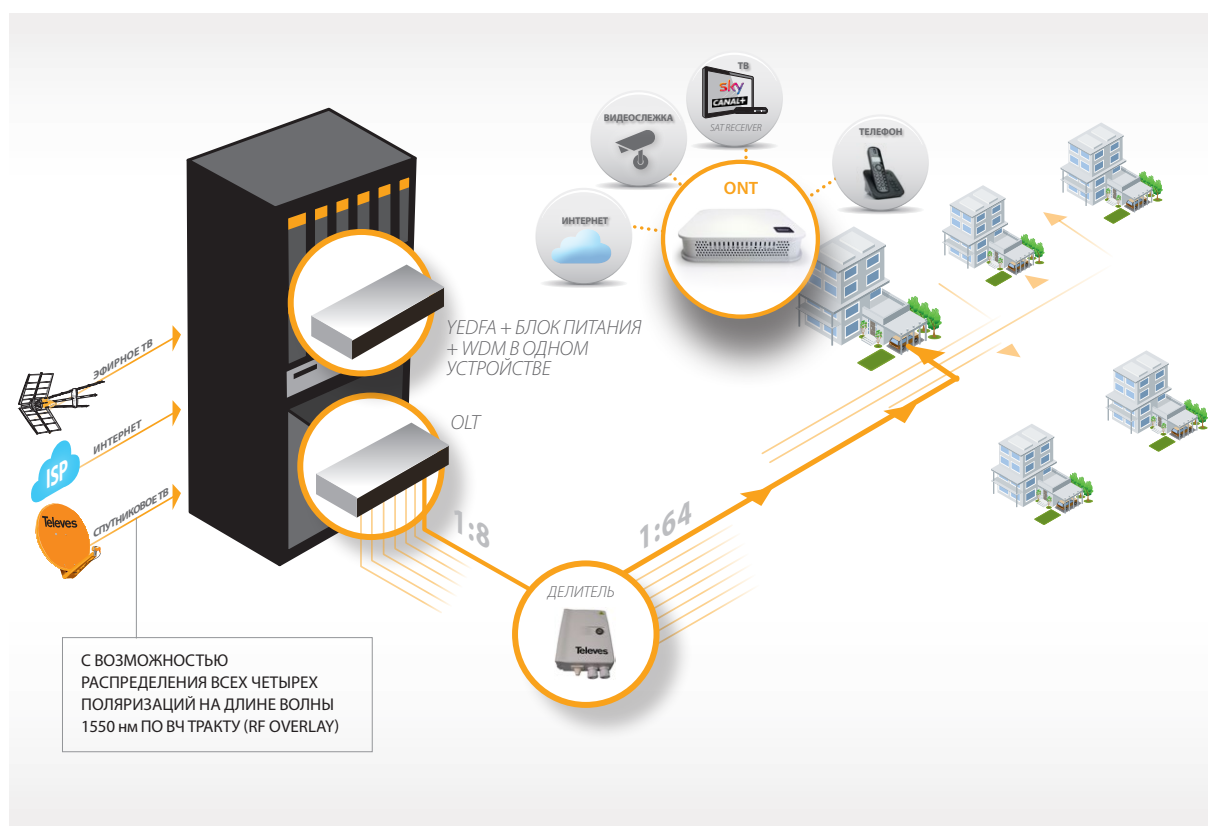 ТВ
sky
CANAL+
SAT RECEIVER
ВИДЕОСЛЕЖКА
ТЕЛЕФОН
ONT
ИНТЕРНЕТ
YEDFA + БЛОК ПИТАНИЯ
+ WDM В ОДНОМ
УСТРОЙСТВЕ
ЭФИРНОЕ ТВ
OLT
ИНТЕРНЕТ
ISP
СПУТНИКОВОЕ ТВ
Televes
1:8
1:64
ДЕЛИТЕЛЬ
Televes
С ВОЗМОЖНОСТЬЮ
РАСПРЕДЕЛЕНИЯ ВСЕХ ЧЕТЫРЕХ
ПОЛЯРИЗАЦИЙ НА ДЛИНЕ ВОЛНЫ
1550 нм ПО ВЧ ТРАКТУ (RF OVERLAY)